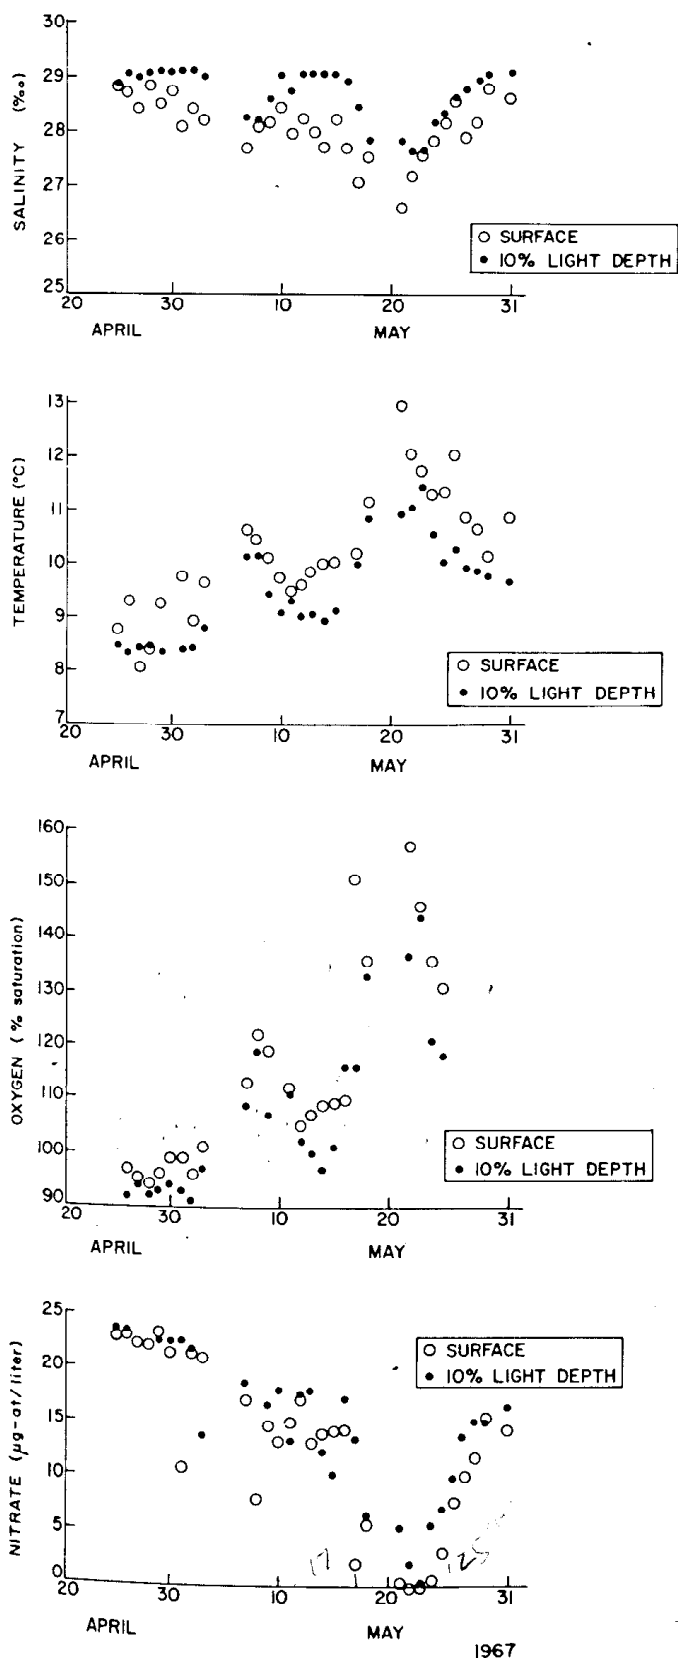 30
29
28
27
26
25
SALINITY (‰)
○ SURFACE
• 10% LIGHT DEPTH
20 30 10 20 31
APRIL MAY
13
12
11
10
9
8
7
TEMPERATURE (°C)
○ SURFACE
• 10% LIGHT DEPTH
20 30 10 20 31
APRIL MAY
160
150
140
130
120
110
100
90
OXYGEN (% saturation)
○ SURFACE
• 10% LIGHT DEPTH
20 30 10 20 31
APRIL MAY
25
20
15
10
5
0
NITRATE (μg-at/liter)
○ SURFACE
• 10% LIGHT DEPTH
17
20 30 10 20 31
APRIL MAY
1967